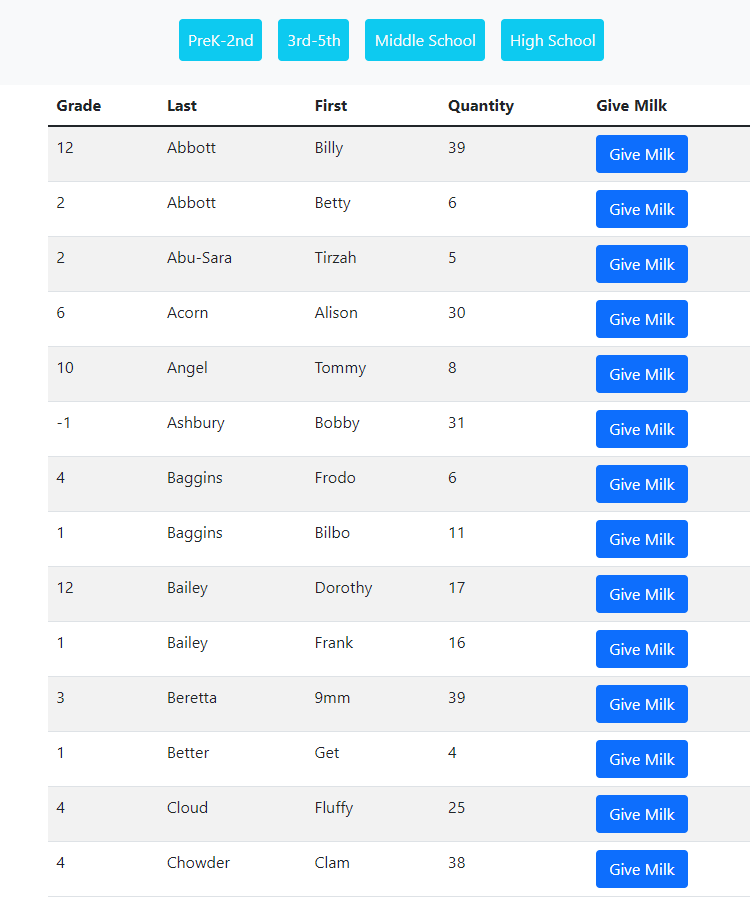 PreK-2nd 3rd-5th Middle School High School
Grade Last First Quantity Give Milk
12 Abbott Billy 39 Give Milk
2 Abbott Betty 6 Give Milk
2 Abu-Sara Tirzah 5 Give Milk
6 Acorn Alison 30 Give Milk
10 Angel Tommy 8 Give Milk
-1 Ashbury Bobby 31 Give Milk
4 Baggins Frodo 6 Give Milk
1 Baggins Bilbo 11 Give Milk
12 Bailey Dorothy 17 Give Milk
1 Bailey Frank 16 Give Milk
3 Beretta 9mm 39 Give Milk
1 Better Get 4 Give Milk
4 Cloud Fluffy 25 Give Milk
4 Chowder Clam 38 Give Milk